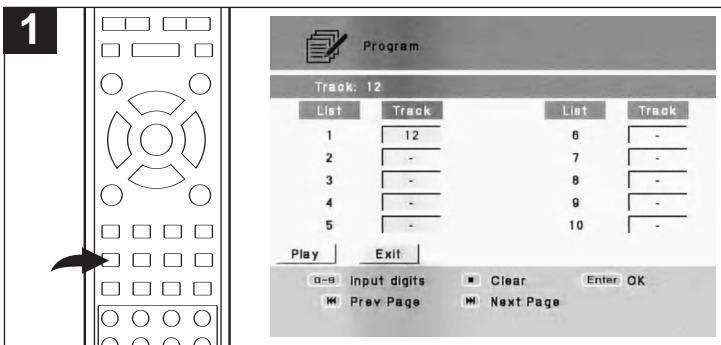 1
Program
Track: 12
List Track List Track
1 12 6 -
2 - 7 -
3 - 8 -
4 - 9 -
5 - 10 -
Play Exit
0-9 Input digits ■ Clear Enter OK
⏮ Prev Page ⏭ Next Page